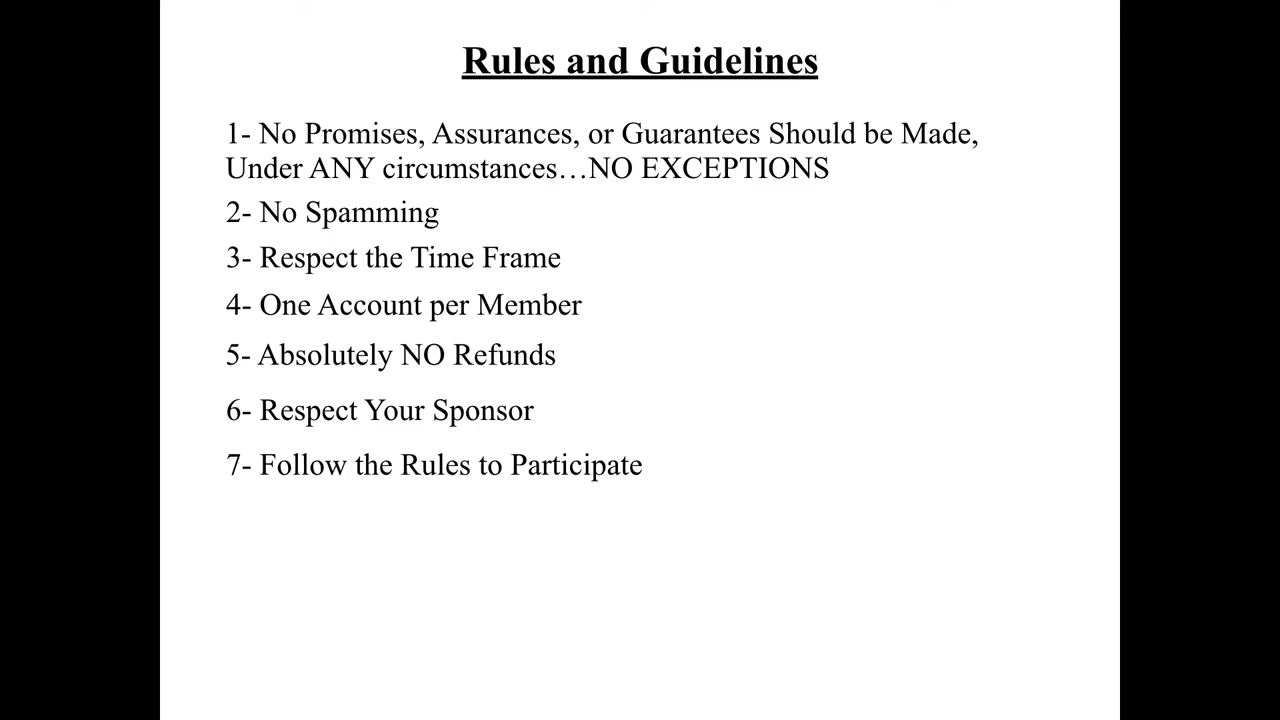 Rules and Guidelines
1- No Promises, Assurances, or Guarantees Should be Made,
Under ANY circumstances…NO EXCEPTIONS
2- No Spamming
3- Respect the Time Frame
4- One Account per Member
5- Absolutely NO Refunds
6- Respect Your Sponsor
7- Follow the Rules to Participate